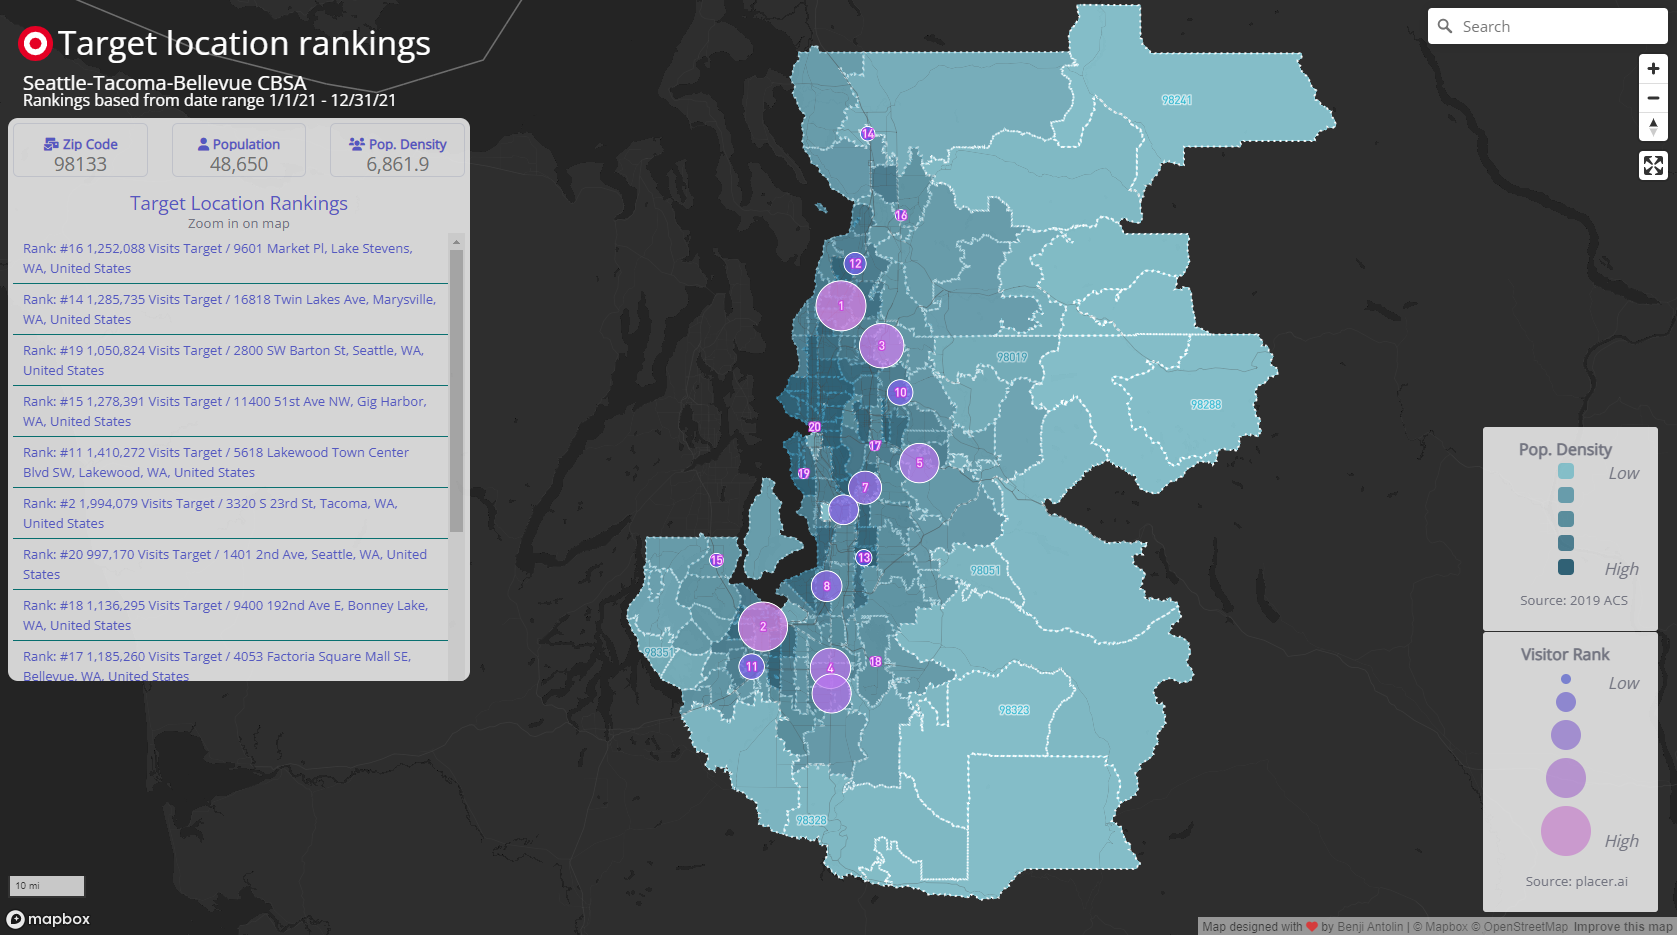 Target location rankings
Seattle-Tacoma-Bellevue CBSA
Rankings based from date range 1/1/21 - 12/31/21
Zip Code
98133
Population
48,650
Pop. Density
6,861.9
Target Location Rankings
Zoom in on map
Rank: #16 1,252,088 Visits Target / 9601 Market Pl, Lake Stevens,
WA, United States
Rank: #14 1,285,735 Visits Target / 16818 Twin Lakes Ave, Marysville,
WA, United States
Rank: #19 1,050,824 Visits Target / 2800 SW Barton St, Seattle, WA,
United States
Rank: #15 1,278,391 Visits Target / 11400 51st Ave NW, Gig Harbor,
WA, United States
Rank: #11 1,410,272 Visits Target / 5618 Lakewood Town Center
Blvd SW, Lakewood, WA, United States
Rank: #2 1,994,079 Visits Target / 3320 S 23rd St, Tacoma, WA,
United States
Rank: #20 997,170 Visits Target / 1401 2nd Ave, Seattle, WA, United
States
Rank: #18 1,136,295 Visits Target / 9400 192nd Ave E, Bonney Lake,
WA, United States
Rank: #17 1,185,260 Visits Target / 4053 Factoria Square Mall SE,
Bellevue, WA, United States
10 mi
mapbox
98241
14
16
12
1
3
98019
10
98288
20
17
5
19
7
13
15
98051
8
2
98351
11
4
18
98323
98328
Search
Pop. Density
Low
High
Source: 2019 ACS
Visitor Rank
Low
High
Source: placer.ai
Map designed with ❤ by Benji Antolin | © Mapbox © OpenStreetMap Improve this map